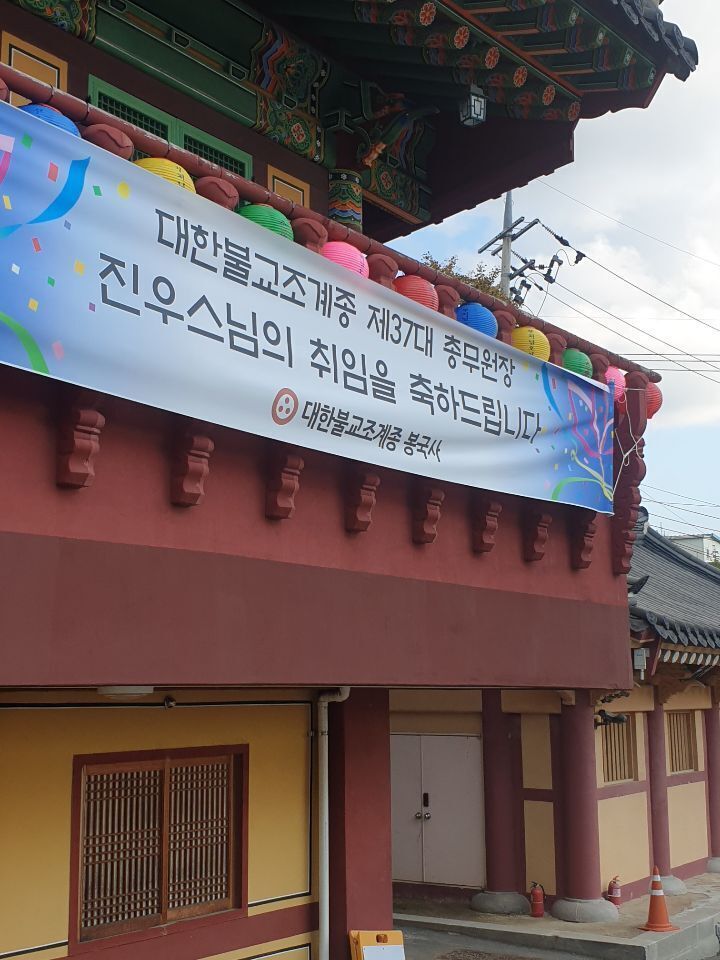 대한불교조계종 제37대 총무원장
진우스님의 취임을 축하드립니다
대한불교조계종 봉국사